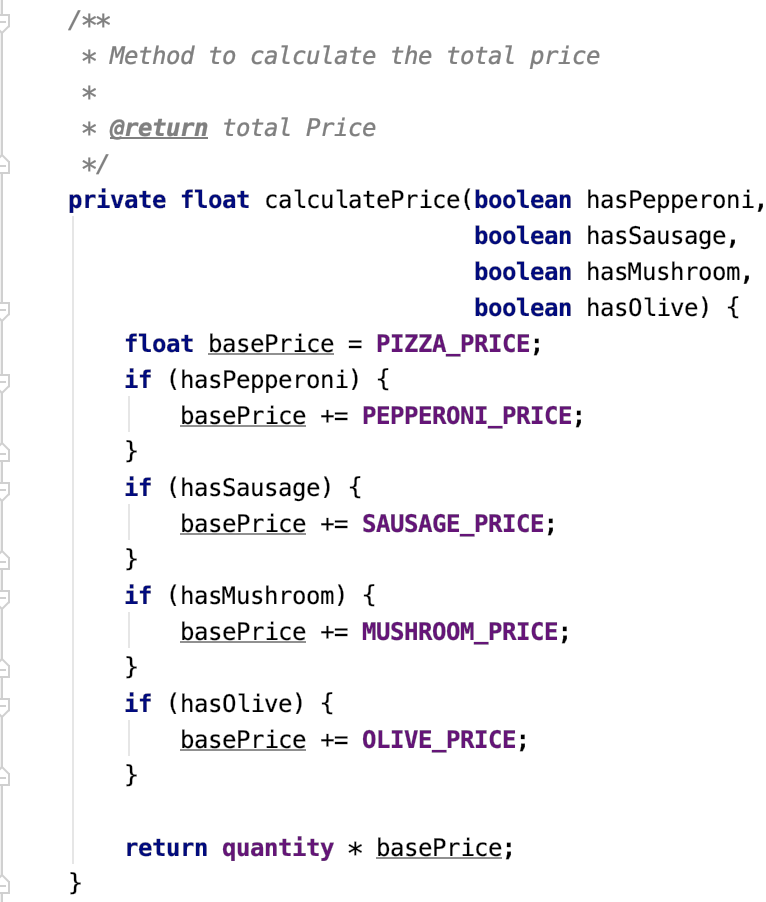 /**
 * Method to calculate the total price
 *
 * @return total Price
 */
private float calculatePrice(boolean hasPepperoni,
                             boolean hasSausage,
                             boolean hasMushroom,
                             boolean hasOlive) {
    float basePrice = PIZZA_PRICE;
    if (hasPepperoni) {
        basePrice += PEPPERONI_PRICE;
    }
    if (hasSausage) {
        basePrice += SAUSAGE_PRICE;
    }
    if (hasMushroom) {
        basePrice += MUSHROOM_PRICE;
    }
    if (hasOlive) {
        basePrice += OLIVE_PRICE;
    }

    return quantity * basePrice;
}